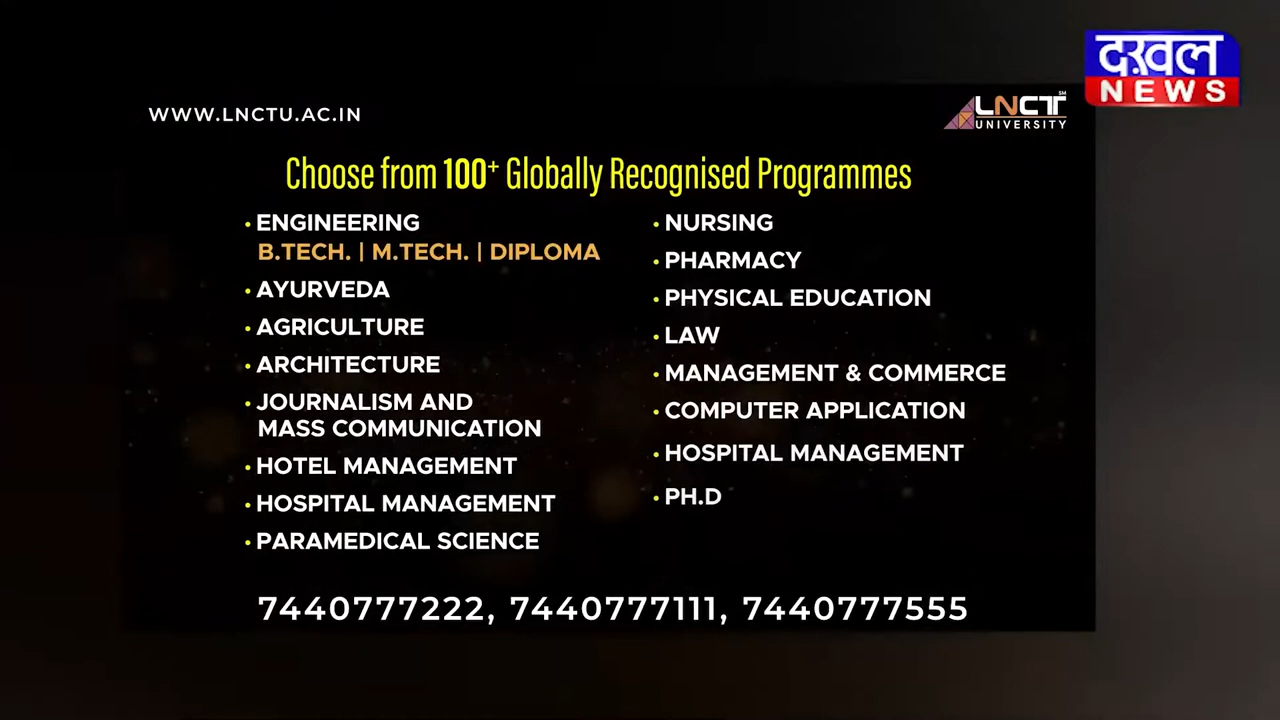 दखल
NEWS
WWW.LNCTU.AC.IN
LNCT SM
UNIVERSITY
Choose from 100+ Globally Recognised Programmes
• ENGINEERING
B.TECH. | M.TECH. | DIPLOMA
• AYURVEDA
• AGRICULTURE
• ARCHITECTURE
• JOURNALISM AND
MASS COMMUNICATION
• HOTEL MANAGEMENT
• HOSPITAL MANAGEMENT
• PARAMEDICAL SCIENCE
• NURSING
• PHARMACY
• PHYSICAL EDUCATION
• LAW
• MANAGEMENT & COMMERCE
• COMPUTER APPLICATION
• HOSPITAL MANAGEMENT
• PH.D
7440777222, 7440777111, 7440777555